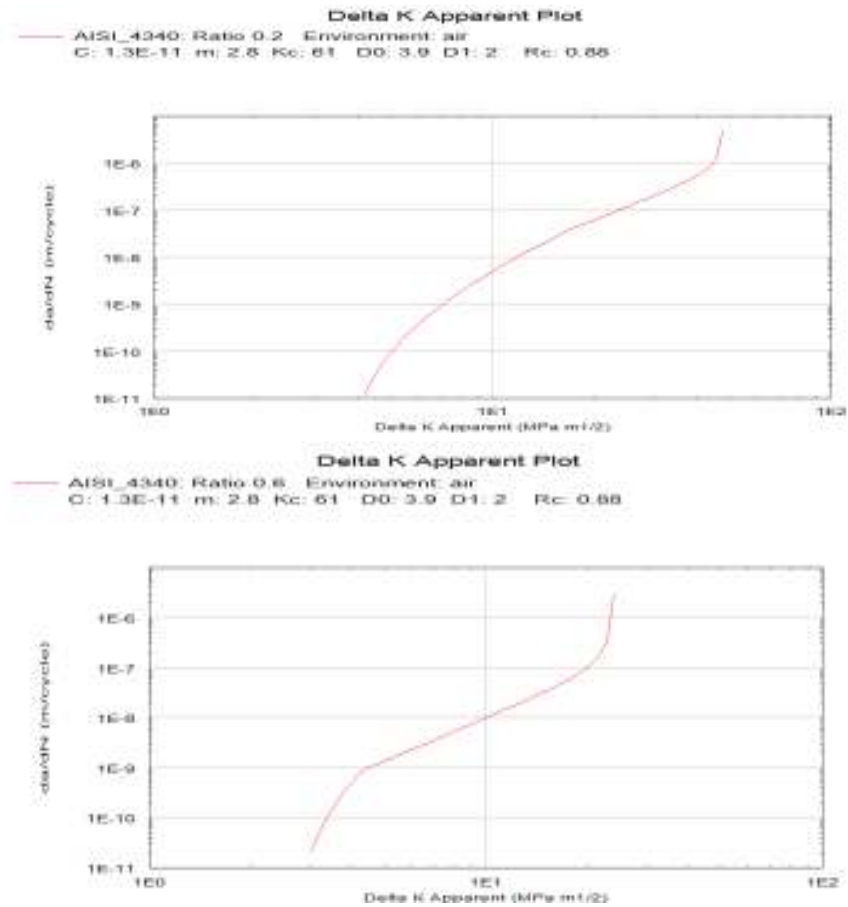 Delta K Apparent Plot
AISI_4340: Ratio 0.2 Environment: air
C: 1.3E-11 m: 2.8 Kc: 61 D0: 3.9 D1: 2 Rc: 0.88
1E-6
1E-7
1E-8
1E-9
1E-10
1E-11
da/dN (m/cycle)
1E0 1E1 1E2
Delta K Apparent (MPa m1/2)
Delta K Apparent Plot
AISI_4340: Ratio 0.6 Environment: air
C: 1.3E-11 m: 2.8 Kc: 61 D0: 3.9 D1: 2 Rc: 0.88
1E-6
1E-7
1E-8
1E-9
1E-10
1E-11
da/dN (m/cycle)
1E0 1E1 1E2
Delta K Apparent (MPa m1/2)